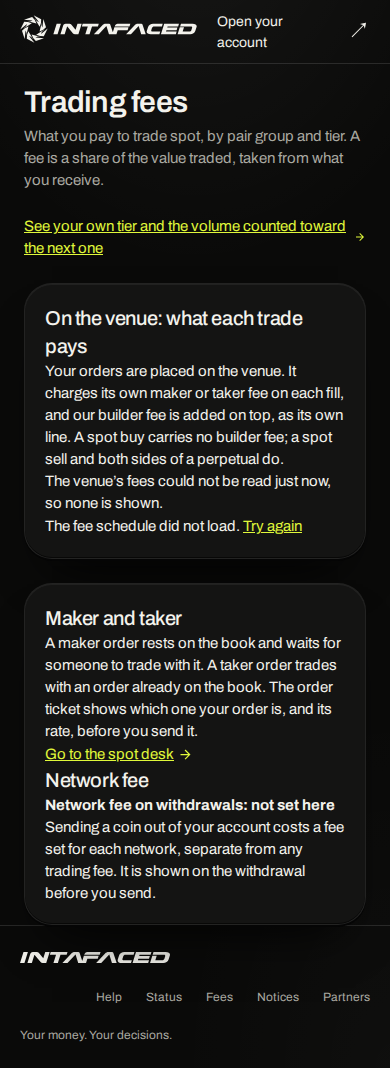 INTAFACED
Open your
account
Trading fees
What you pay to trade spot, by pair group and tier. A
fee is a share of the value traded, taken from what
you receive.
See your own tier and the volume counted toward
the next one
On the venue: what each trade
pays
Your orders are placed on the venue. It
charges its own maker or taker fee on each fill,
and our builder fee is added on top, as its own
line. A spot buy carries no builder fee; a spot
sell and both sides of a perpetual do.
The venue’s fees could not be read just now,
so none is shown.
The fee schedule did not load. Try again
Maker and taker
A maker order rests on the book and waits for
someone to trade with it. A taker order trades
with an order already on the book. The order
ticket shows which one your order is, and its
rate, before you send it.
Go to the spot desk
Network fee
Network fee on withdrawals: not set here
Sending a coin out of your account costs a fee
set for each network, separate from any
trading fee. It is shown on the withdrawal
before you send.
INTAFACED
Help Status Fees Notices Partners
Your money. Your decisions.